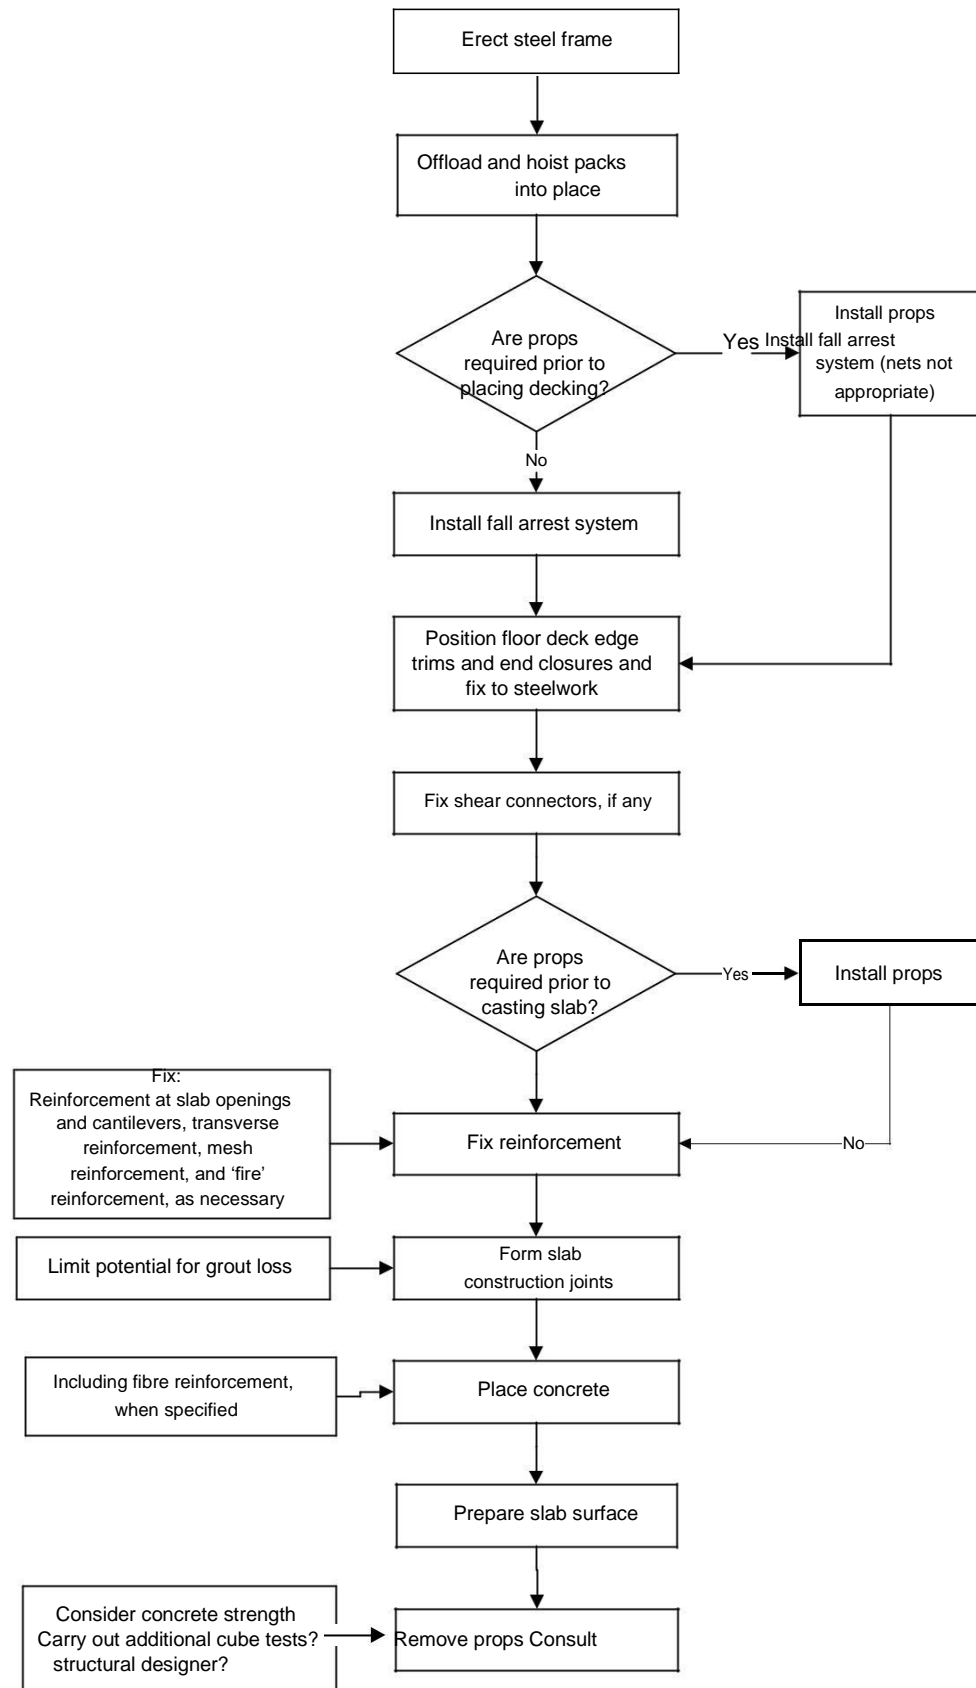 Erect steel frame
Offload and hoist packs
into place
Are props
required prior to
placing decking?
Yes
Install props
Install fall arrest
system (nets not
appropriate)
No
Install fall arrest system
Position floor deck edge
trims and end closures and
fix to steelwork
Fix shear connectors, if any
Are props
required prior to
casting slab?
Yes
Install props
Fix:
Reinforcement at slab openings
and cantilevers, transverse
reinforcement, mesh
reinforcement, and ‘fire’
reinforcement, as necessary
Fix reinforcement
No
Limit potential for grout loss
Form slab
construction joints
Including fibre reinforcement,
when specified
Place concrete
Prepare slab surface
Consider concrete strength
Carry out additional cube tests?
structural designer?
Remove props Consult